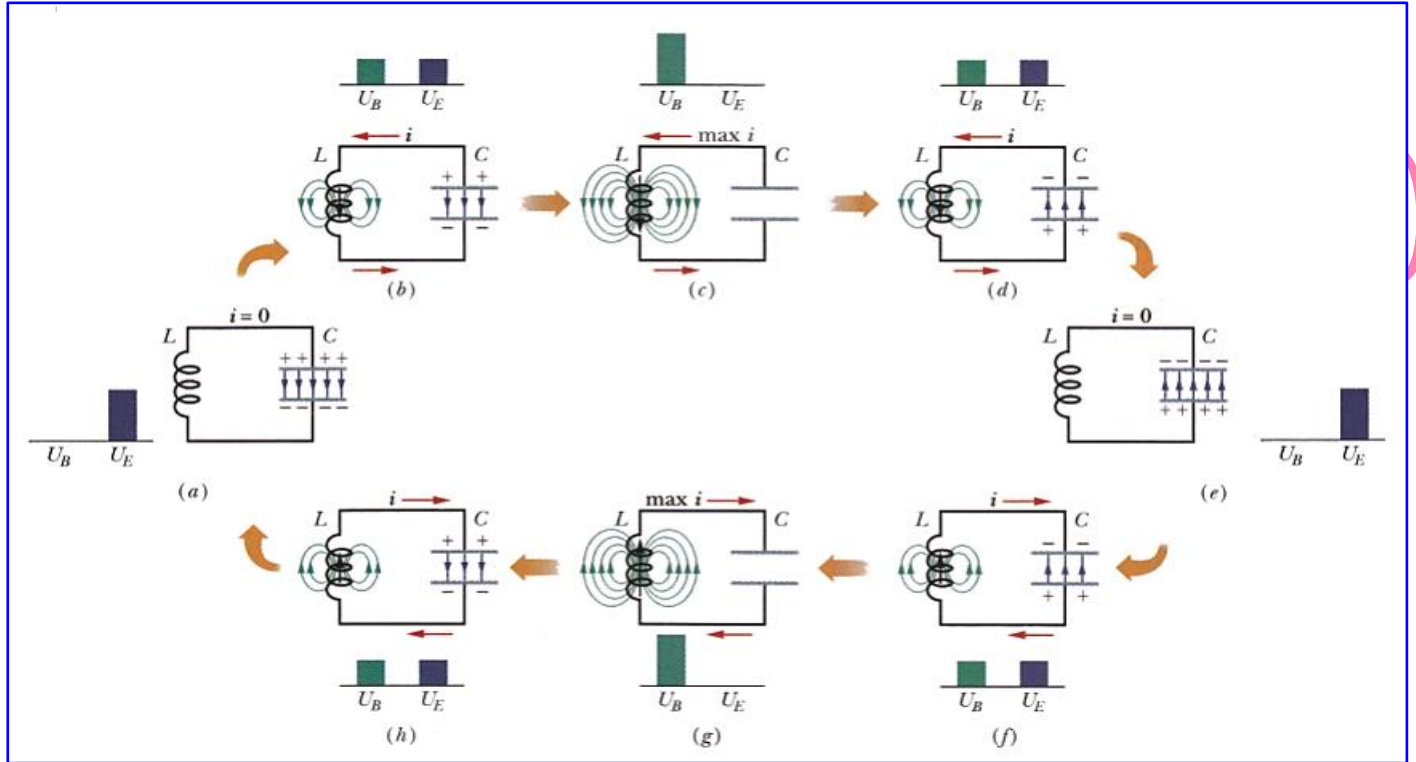 U_B U_E
i
L C
+ +
− −
(b)
U_B U_E
max i
L C
(c)
U_B U_E
i
L C
− −
+ +
(d)
i = 0
L C
+ + + +
− − − −
U_B U_E
(a)
i = 0
L C
− − − −
+ + + +
U_B U_E
(e)
i
L C
+ +
− −
U_B U_E
(h)
max i
L C
U_B U_E
(g)
i
L C
− −
+ +
U_B U_E
(f)